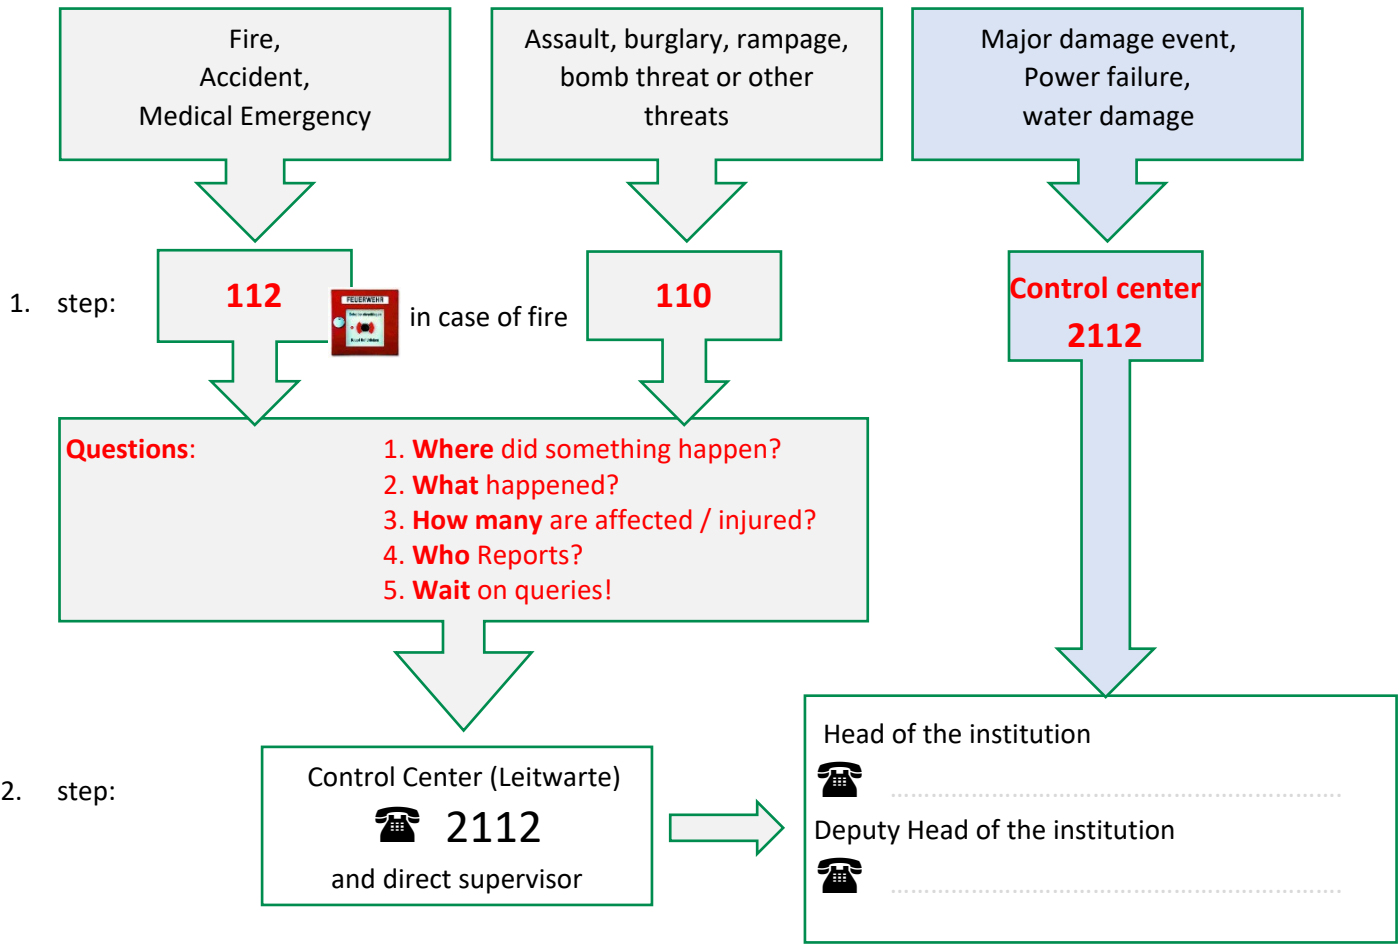 Fire,
Accident,
Medical Emergency
Assault, burglary, rampage,
bomb threat or other
threats
Major damage event,
Power failure,
water damage
1. step:
112
FEUERWEHR
in case of fire
110
Control center
2112
Questions:
1. Where did something happen?
2. What happened?
3. How many are affected / injured?
4. Who Reports?
5. Wait on queries!
2. step:
Control Center (Leitwarte)
☎ 2112
and direct supervisor
Head of the institution
☎ ........................................................................
Deputy Head of the institution
☎ ........................................................................